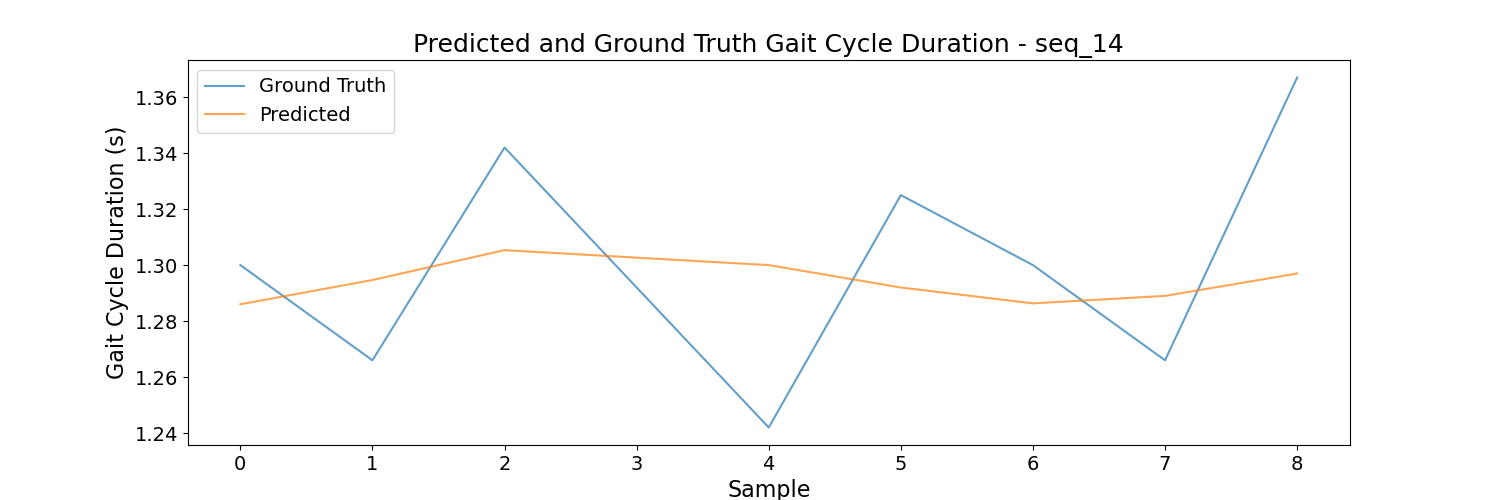 Predicted and Ground Truth Gait Cycle Duration - seq_14
Ground Truth
Predicted
Gait Cycle Duration (s)
1.36
1.34
1.32
1.30
1.28
1.26
1.24
0 1 2 3 4 5 6 7 8
Sample